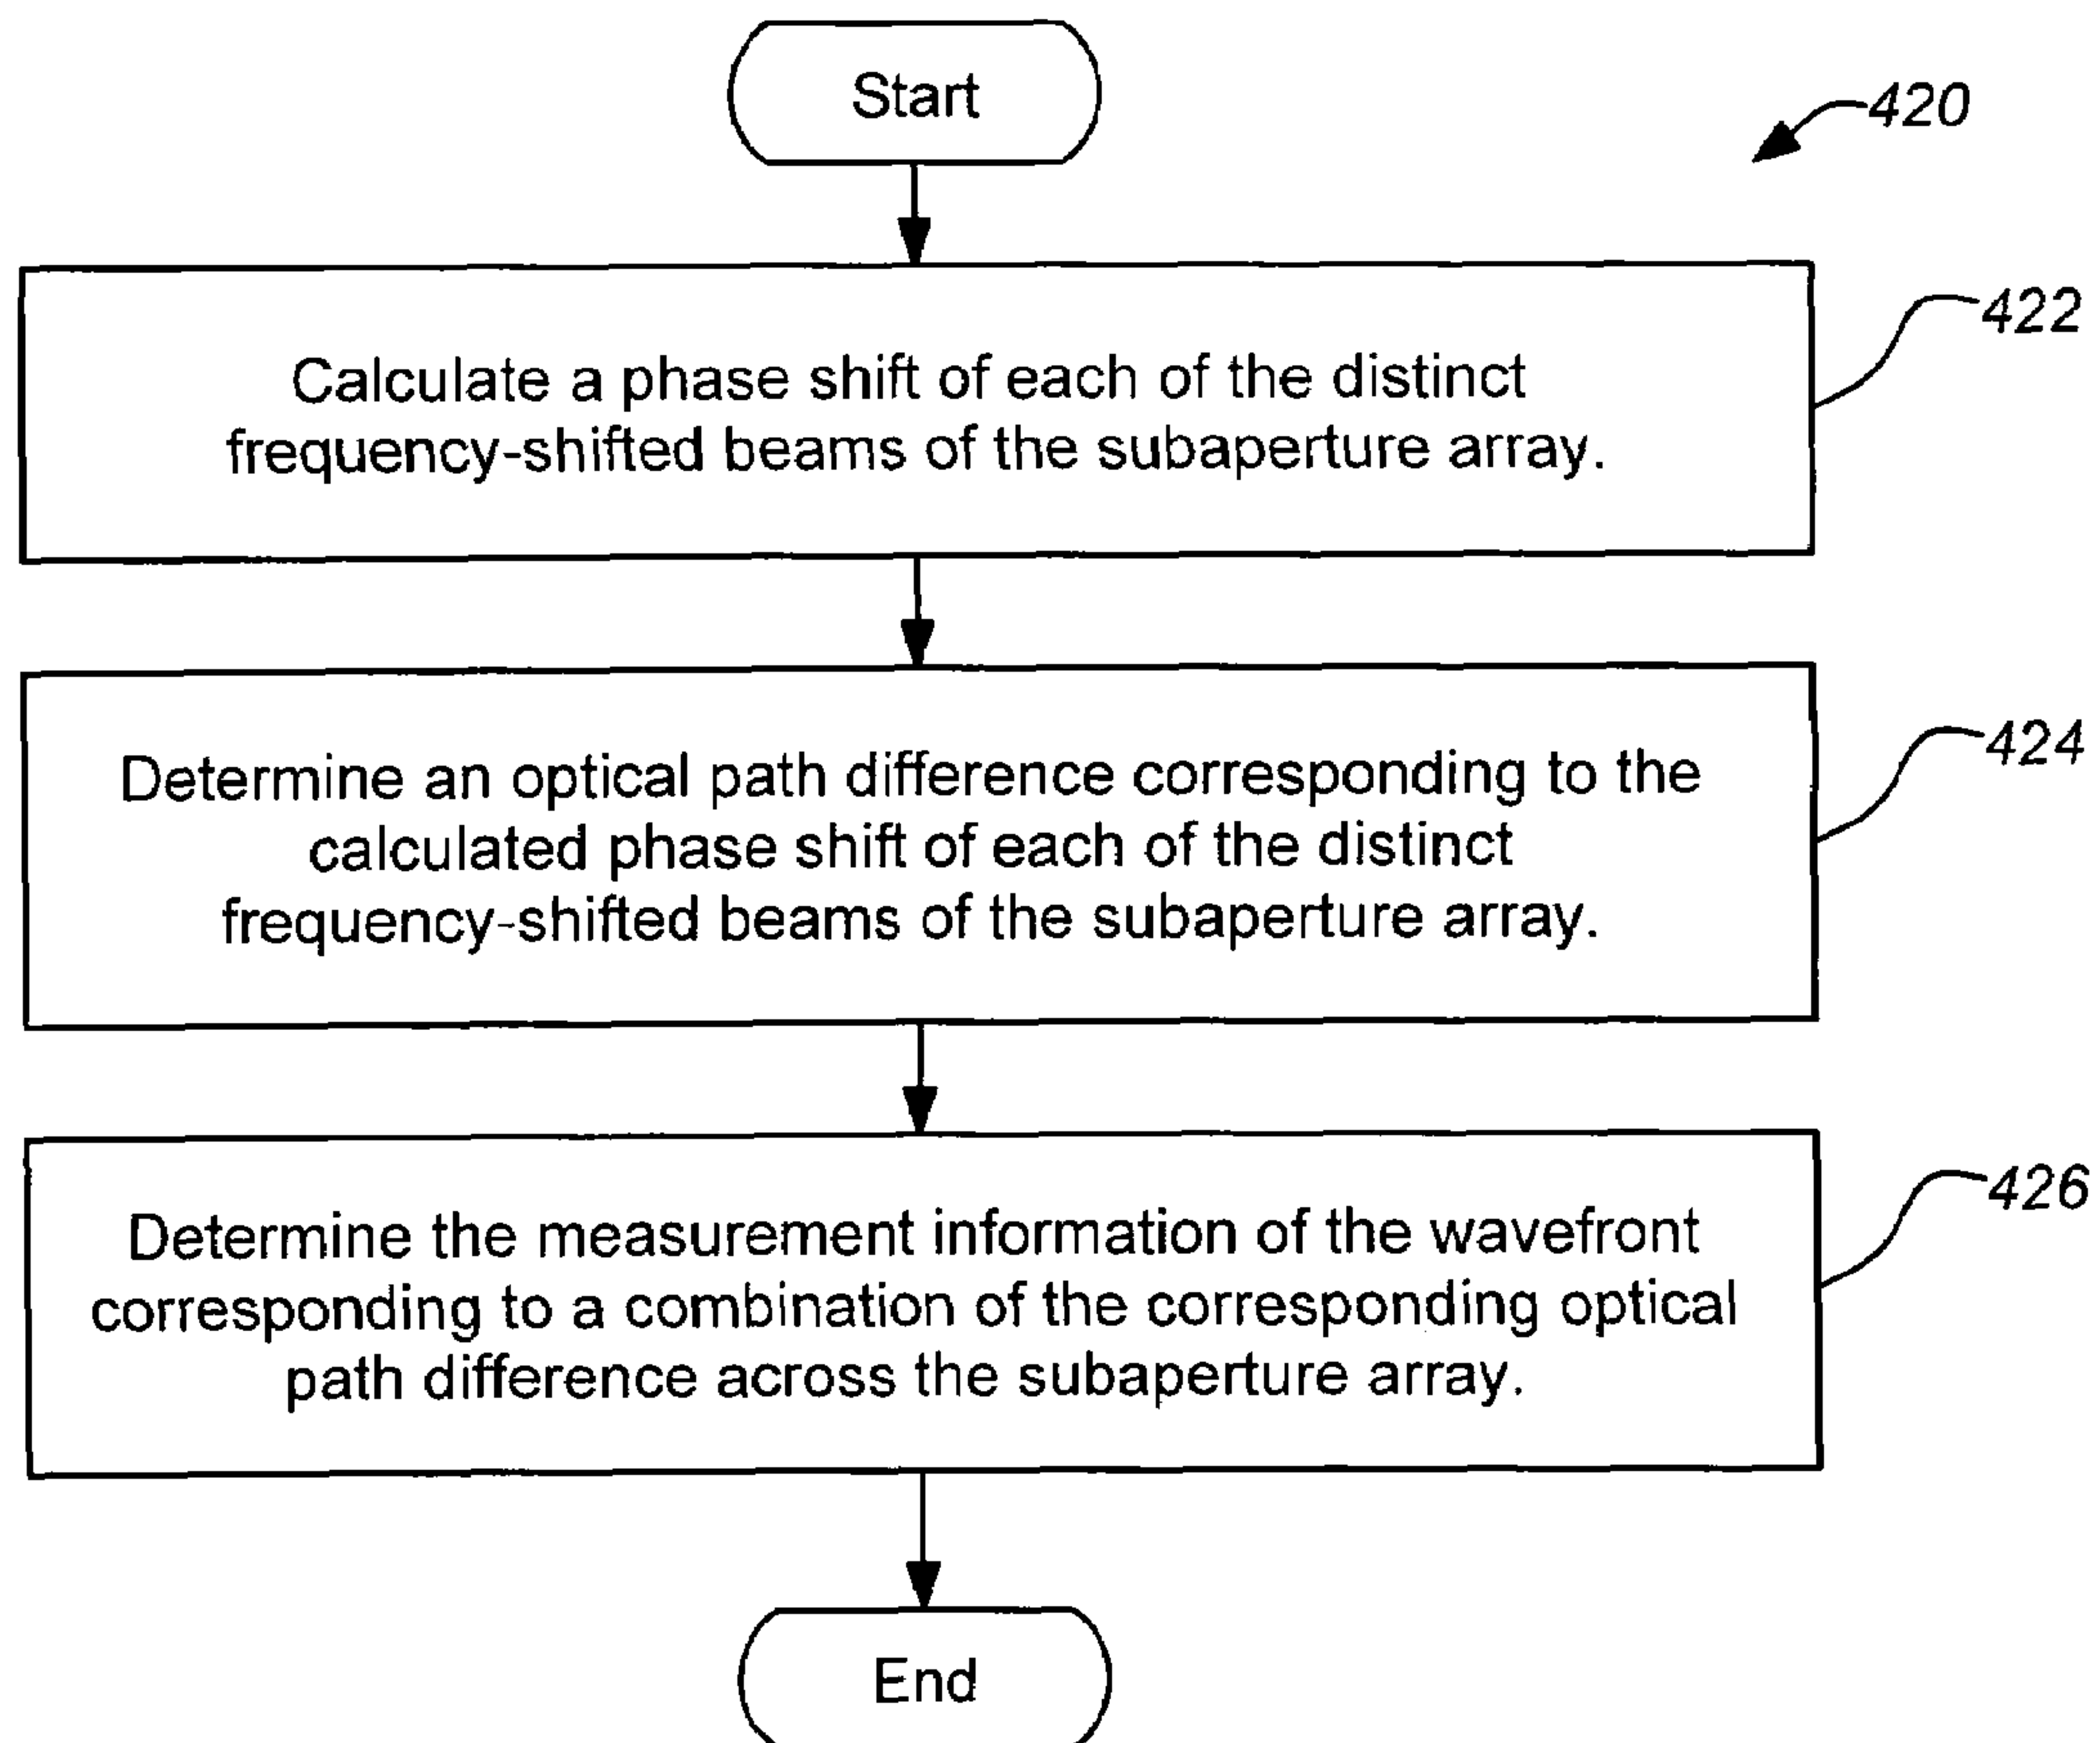 Start
420
422
Calculate a phase shift of each of the distinct
frequency-shifted beams of the subaperture array.
424
Determine an optical path difference corresponding to the
calculated phase shift of each of the distinct
frequency-shifted beams of the subaperture array.
426
Determine the measurement information of the wavefront
corresponding to a combination of the corresponding optical
path difference across the subaperture array.
End